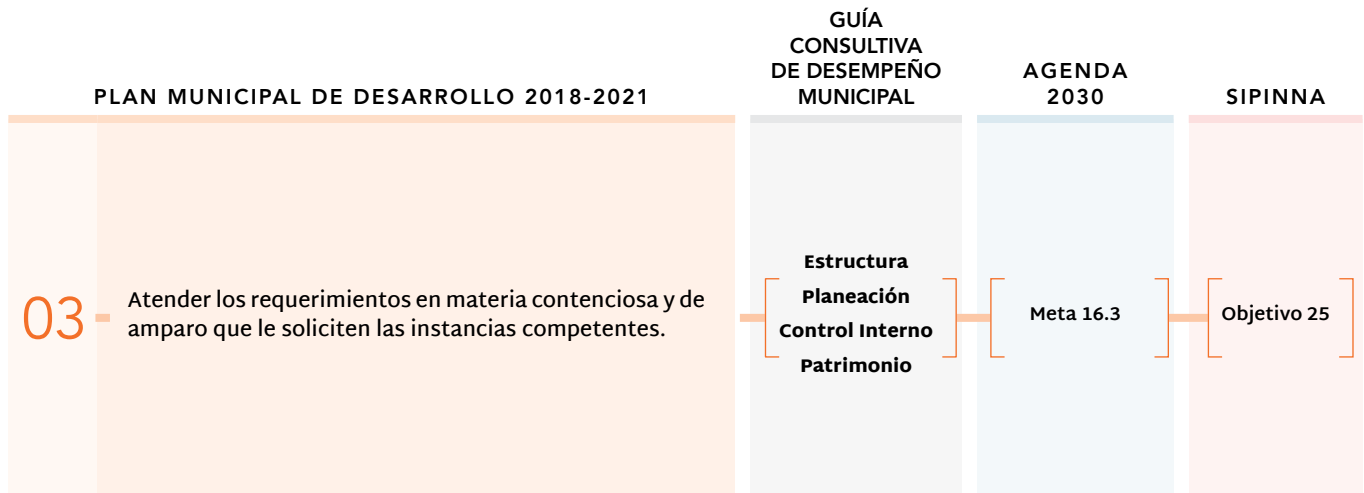 PLAN MUNICIPAL DE DESARROLLO 2018-2021
GUÍA
CONSULTIVA
DE DESEMPEÑO
MUNICIPAL
AGENDA
2030
SIPINNA
03
Atender los requerimientos en materia contenciosa y de
amparo que le soliciten las instancias competentes.
Estructura
Planeación
Control Interno
Patrimonio
Meta 16.3
Objetivo 25